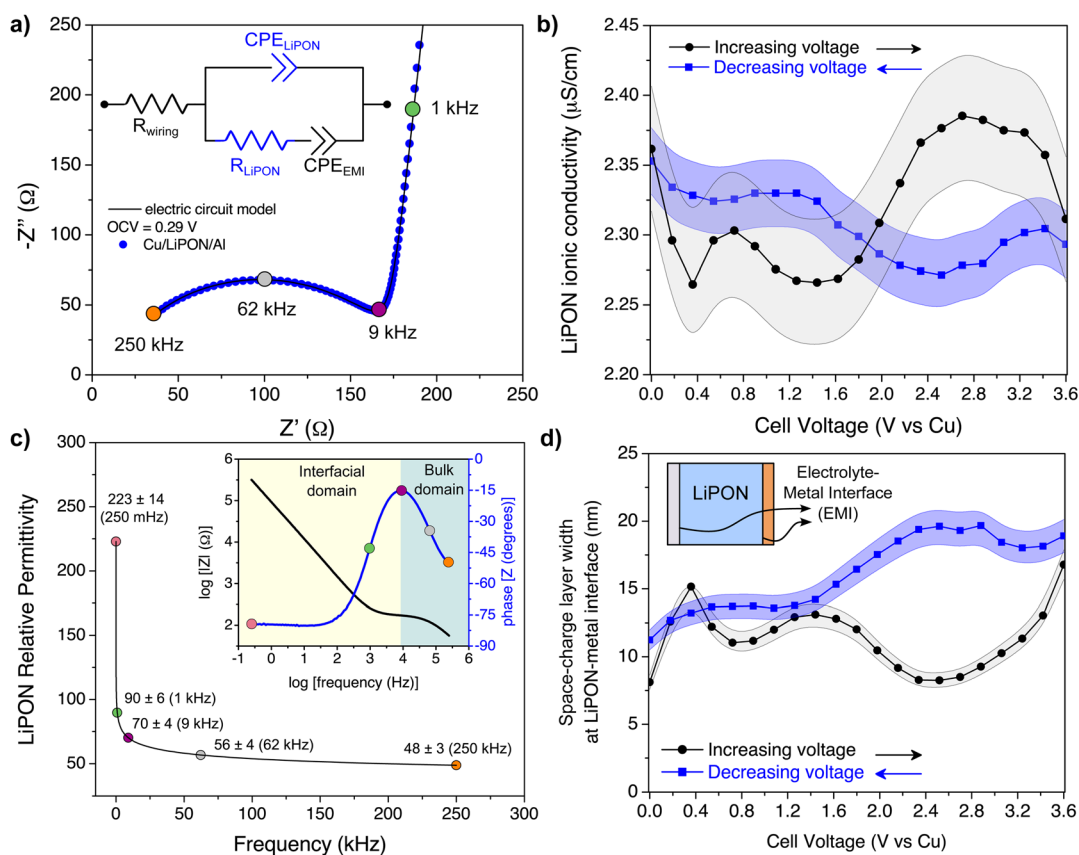 a)
-Z’’ (Ω)
250
200
150
100
50
0
CPELiPON
Rwiring
RLiPON
CPEEMI
1 kHz
electric circuit model
OCV = 0.29 V
Cu/LiPON/Al
250 kHz
62 kHz
9 kHz
0 50 100 150 200 250
Z’ (Ω)
b)
LiPON ionic conductivity (µS/cm)
2.45
2.40
2.35
2.30
2.25
2.20
Increasing voltage
Decreasing voltage
0.0 0.4 0.8 1.2 1.6 2.0 2.4 2.8 3.2 3.6
Cell Voltage (V vs Cu)
c)
LiPON Relative Permittivity
300
250
200
150
100
50
223 ± 14
(250 mHz)
90 ± 6 (1 kHz)
70 ± 4 (9 kHz)
56 ± 4 (62 kHz)
48 ± 3 (250 kHz)
0 50 100 150 200 250 300
Frequency (kHz)
Interfacial
domain
Bulk
domain
log [|Z| (Ω)]
6
5
4
3
2
phase [Z (degrees)]
0
-15
-30
-45
-60
-75
-90
-1 0 1 2 3 4 5 6
log [frequency (Hz)]
d)
Space-charge layer width
at LiPON-metal interface (nm)
25
20
15
10
5
0
LiPON
Electrolyte-
Metal Interface
(EMI)
Increasing voltage
Decreasing voltage
0.0 0.4 0.8 1.2 1.6 2.0 2.4 2.8 3.2 3.6
Cell Voltage (V vs Cu)